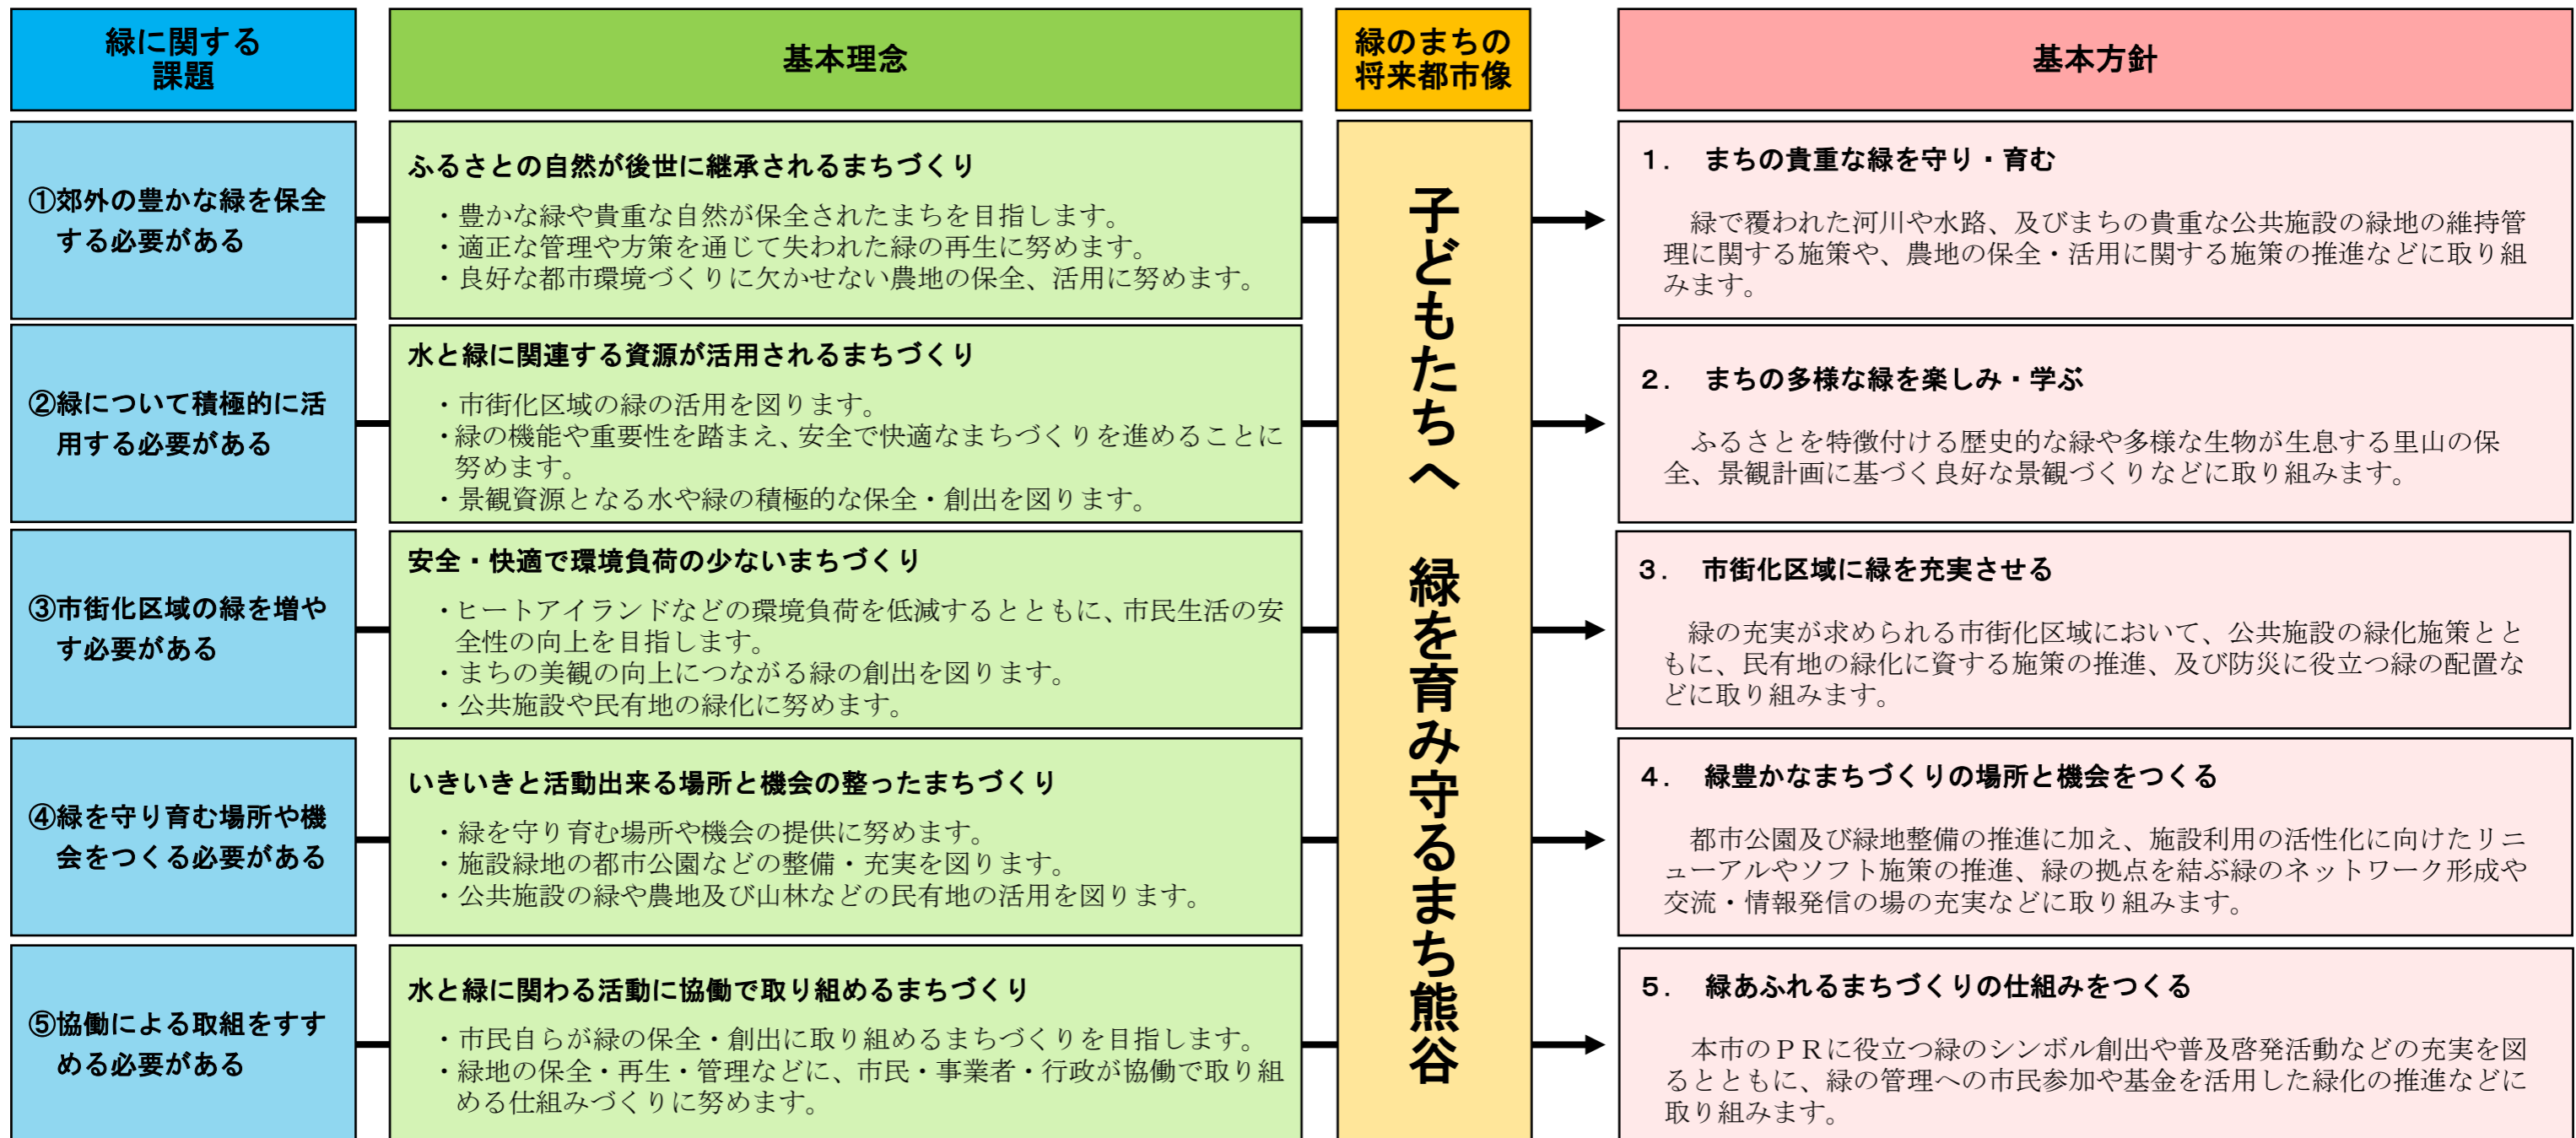 緑に関する
課題
基本理念
緑のまちの
将来都市像
基本方針
①郊外の豊かな緑を保全
する必要がある
ふるさとの自然が後世に継承されるまちづくり
・豊かな緑や貴重な自然が保全されたまちを目指します。
・適正な管理や方策を通じて失われた緑の再生に努めます。
・良好な都市環境づくりに欠かせない農地の保全、活用に努めます。
子どもたちへ　緑を育み守るまち熊谷
１．　まちの貴重な緑を守り・育む
緑で覆われた河川や水路、及びまちの貴重な公共施設の緑地の維持管
理に関する施策や、農地の保全・活用に関する施策の推進などに取り組
みます。
②緑について積極的に活
用する必要がある
水と緑に関連する資源が活用されるまちづくり
・市街化区域の緑の活用を図ります。
・緑の機能や重要性を踏まえ、安全で快適なまちづくりを進めることに
努めます。
・景観資源となる水や緑の積極的な保全・創出を図ります。
２．　まちの多様な緑を楽しみ・学ぶ
ふるさとを特徴付ける歴史的な緑や多様な生物が生息する里山の保
全、景観計画に基づく良好な景観づくりなどに取り組みます。
③市街化区域の緑を増や
す必要がある
安全・快適で環境負荷の少ないまちづくり
・ヒートアイランドなどの環境負荷を低減するとともに、市民生活の安
全性の向上を目指します。
・まちの美観の向上につながる緑の創出を図ります。
・公共施設や民有地の緑化に努めます。
３．　市街化区域に緑を充実させる
緑の充実が求められる市街化区域において、公共施設の緑化施策とと
もに、民有地の緑化に資する施策の推進、及び防災に役立つ緑の配置な
どに取り組みます。
④緑を守り育む場所や機
会をつくる必要がある
いきいきと活動出来る場所と機会の整ったまちづくり
・緑を守り育む場所や機会の提供に努めます。
・施設緑地の都市公園などの整備・充実を図ります。
・公共施設の緑や農地及び山林などの民有地の活用を図ります。
４．　緑豊かなまちづくりの場所と機会をつくる
都市公園及び緑地整備の推進に加え、施設利用の活性化に向けたリニ
ューアルやソフト施策の推進、緑の拠点を結ぶ緑のネットワーク形成や
交流・情報発信の場の充実などに取り組みます。
⑤協働による取組をすす
める必要がある
水と緑に関わる活動に協働で取り組めるまちづくり
・市民自らが緑の保全・創出に取り組めるまちづくりを目指します。
・緑地の保全・再生・管理などに、市民・事業者・行政が協働で取り組
める仕組みづくりに努めます。
５．　緑あふれるまちづくりの仕組みをつくる
本市のＰＲに役立つ緑のシンボル創出や普及啓発活動などの充実を図
るとともに、緑の管理への市民参加や基金を活用した緑化の推進などに
取り組みます。